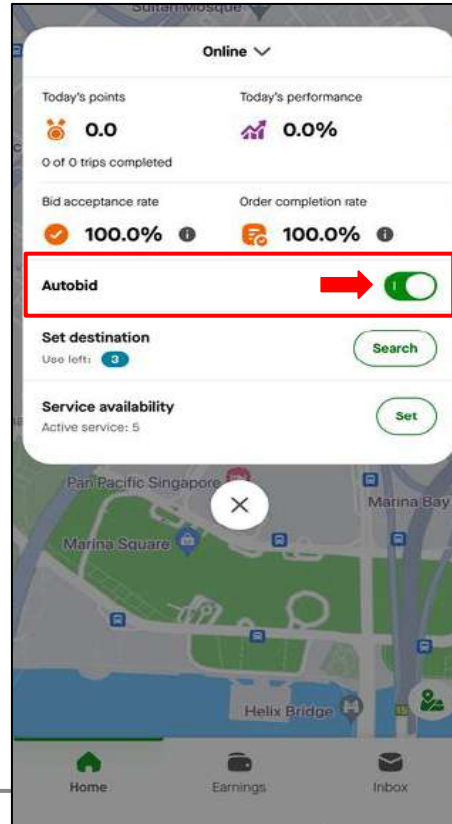 Sultan Mosque
Online
Today's points
Today's performance
0.0
0.0%
0 of 0 trips completed
Bid acceptance rate
Order completion rate
100.0%
100.0%
Autobid
Set destination
Use left: 3
Search
Service availability
Active service: 5
Set
Pan Pacific Singapore
Marina Bay
Marina Square
Helix Bridge
15
Home
Earnings
Inbox